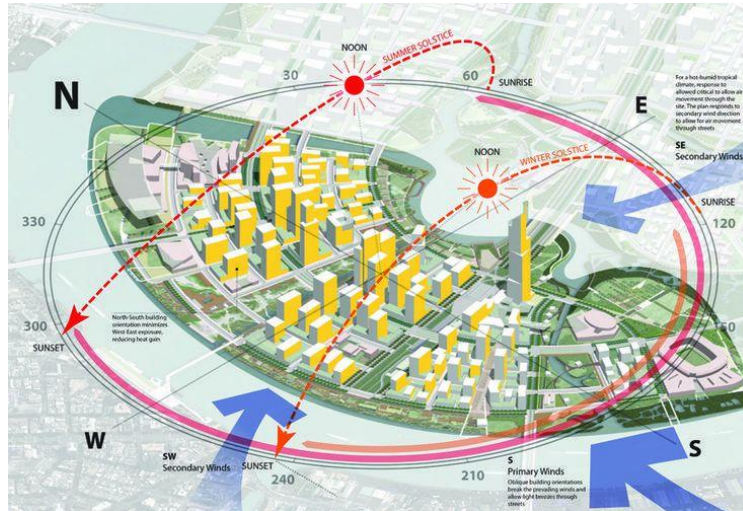 NOON
SUMMER SOLSTICE
30
60
SUNRISE
For a hot-humid tropical
climate, response to
allowed critical to allow air
movement through the
site. The plan responds to
secondary wind direction
to allow for air movement
through streets
N
E
NOON
SE
Secondary Winds
WINTER SOLSTICE
SUNRISE
330
120
North-South building
orientation minimizes
West-East exposure,
reducing heat gain
300
SUNSET
W
S
SW
Secondary Winds
SUNSET
240
210
S
Primary Winds
Oblique building orientations
break the prevailing winds and
allow light breezes through
streets